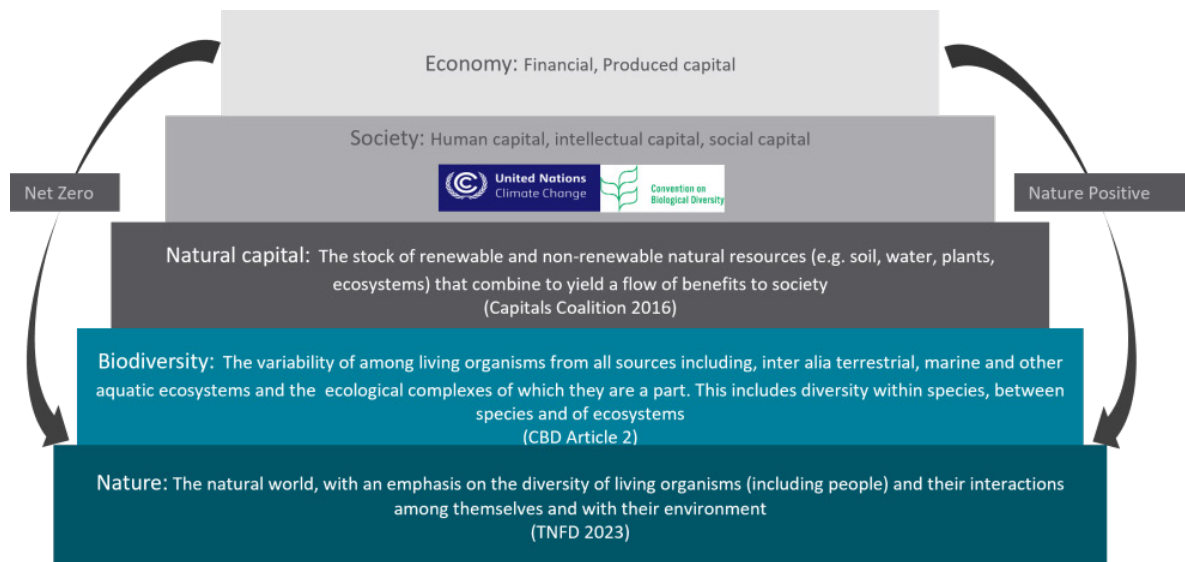 Economy: Financial, Produced capital
Society: Human capital, intellectual capital, social capital
United Nations
Climate Change
Convention on
Biological Diversity
Net Zero
Nature Positive
Natural capital: The stock of renewable and non-renewable natural resources (e.g. soil, water, plants,
ecosystems) that combine to yield a flow of benefits to society
(Capitals Coalition 2016)
Biodiversity: The variability of among living organisms from all sources including, inter alia terrestrial, marine and other
aquatic ecosystems and the ecological complexes of which they are a part. This includes diversity within species, between
species and of ecosystems
(CBD Article 2)
Nature: The natural world, with an emphasis on the diversity of living organisms (including people) and their interactions
among themselves and with their environment
(TNFD 2023)